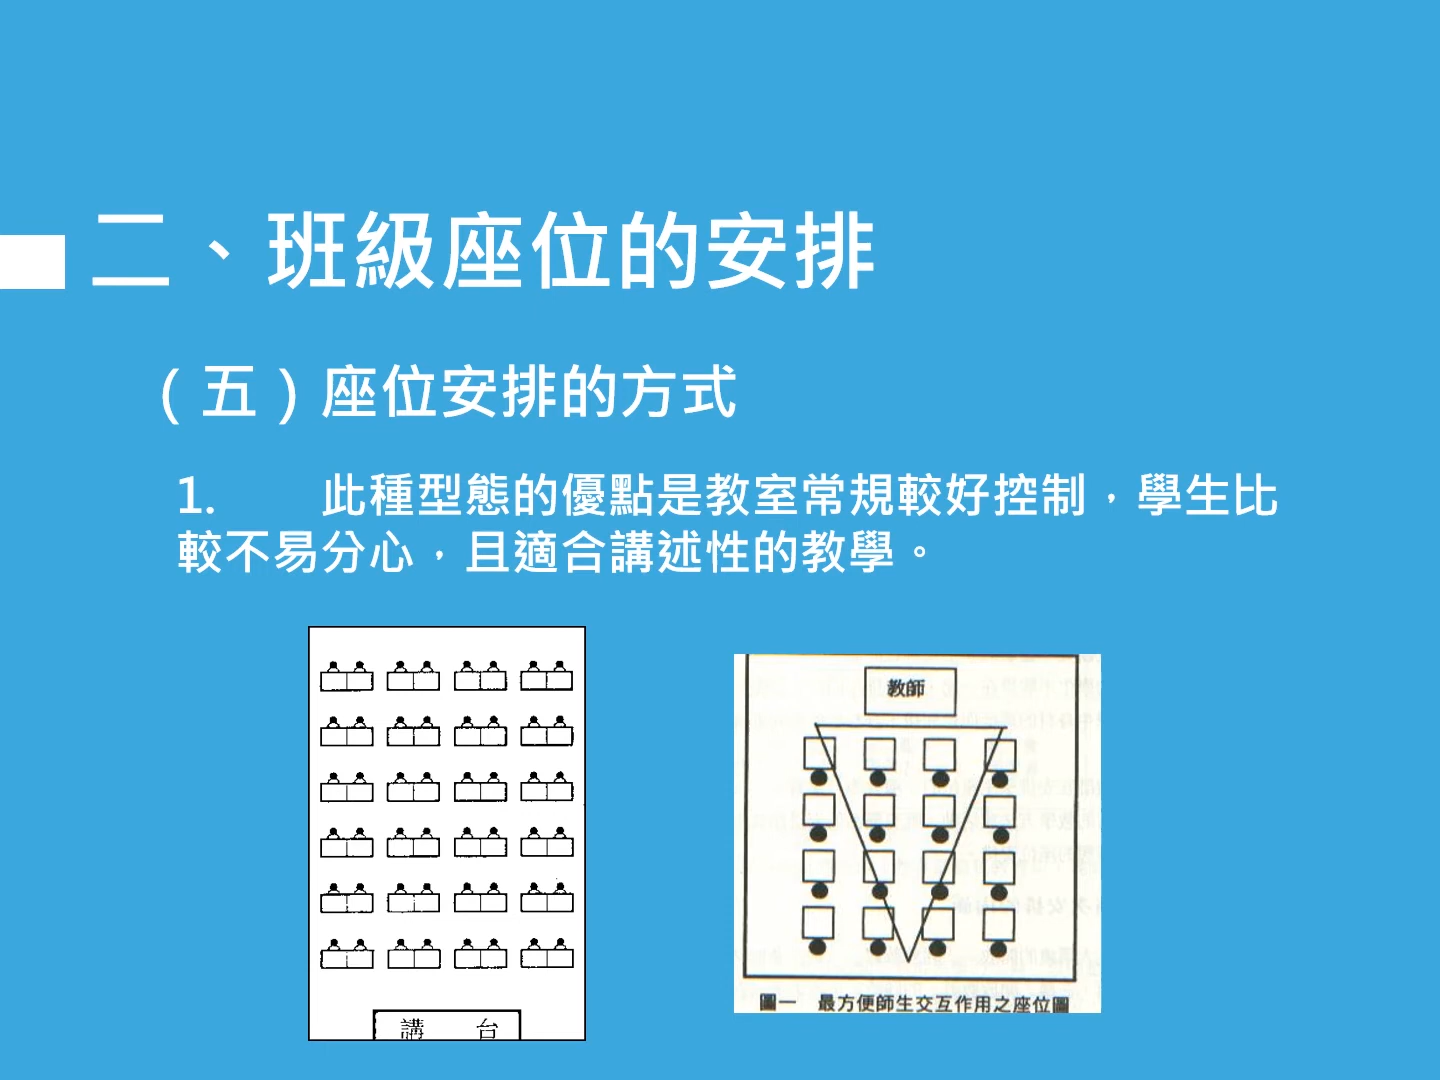 二、班級座位的安排
（五）座位安排的方式
1.　　此種型態的優點是教室常規較好控制，學生比
較不易分心，且適合講述性的教學。
講　台
教師
圖一　最方便師生交互作用之座位圖